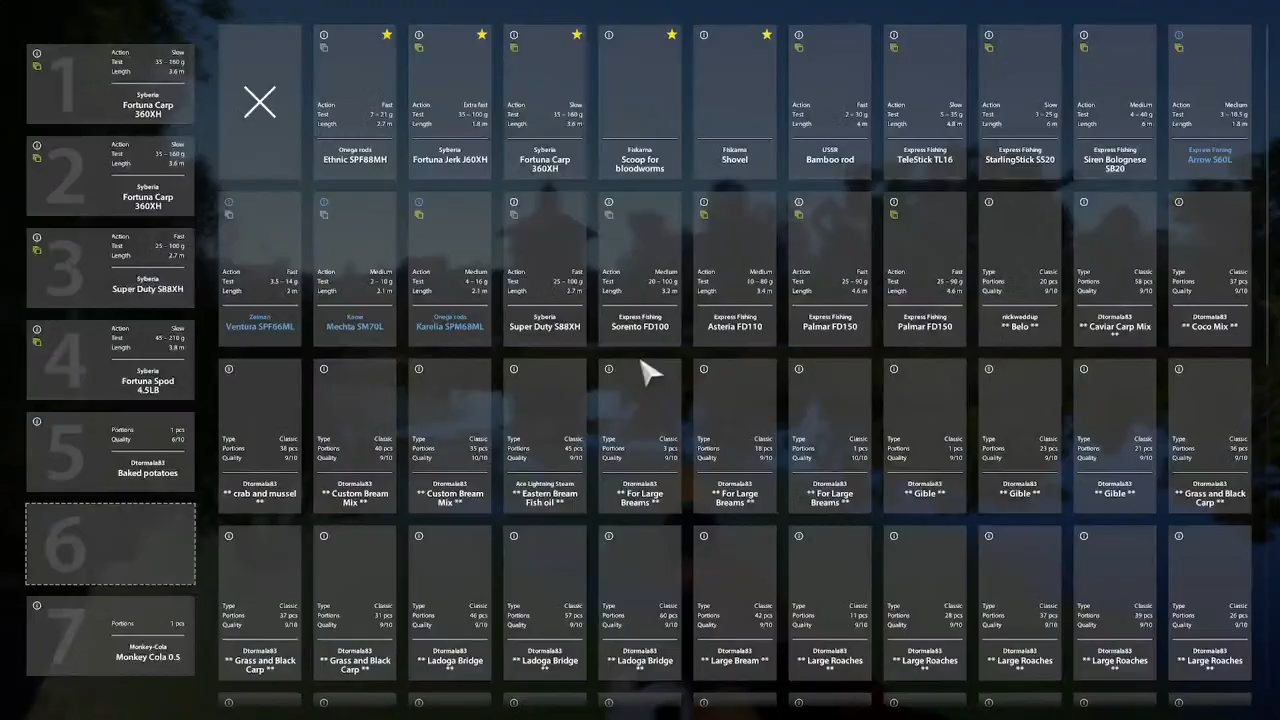 1
Action Slow
Test 35 – 160 g
Length 3.6 m
Syberia
Fortuna Carp
360XH
2
Action Slow
Test 35 – 160 g
Length 3.6 m
Syberia
Fortuna Carp
360XH
3
Action Fast
Test 25 – 100 g
Length 2.7 m
Syberia
Super Duty S88XH
4
Action Slow
Test 45 – 210 g
Length 3.8 m
Syberia
Fortuna Spod
4.5LB
5
Portions 1 pcs
Quality 6/10
Dtormala83
Baked potatoes
6
7
Portions 1 pcs
Monkey-Cola
Monkey Cola 0.5
Action Fast
Test 7 – 21 g
Length 2.7 m
Onega rods
Ethnic SPF88MH
Action Extra fast
Test 35 – 100 g
Length 1.8 m
Syberia
Fortuna Jerk J60XH
Action Slow
Test 35 – 160 g
Length 3.6 m
Syberia
Fortuna Carp
360XH
Fiskama
Scoop for
bloodworms
Fiskama
Shovel
Action Fast
Test 2 – 30 g
Length 4 m
USSR
Bamboo rod
Action Fast
Test 5 – 35 g
Length 4.8 m
Express Fishing
TeleStick TL16
Action Slow
Test 3 – 25 g
Length 6 m
Express Fishing
StarlingStick SS20
Action Medium
Test 4 – 40 g
Length 6 m
Express Fishing
Siren Bolognese
SB20
Action Medium
Test 3 – 10.5 g
Length 1.8 m
Express Fishing
Arrow S60L
Action Fast
Test 3.5 – 14 g
Length 2 m
Zeiman
Ventura SPF66ML
Action Medium
Test 2 – 10 g
Length 2.1 m
Mechta SM70L
Action Medium
Test 4 – 16 g
Length 2.1 m
Onega rods
Karelia SPM68ML
Action Fast
Test 25 – 100 g
Length 2.7 m
Syberia
Super Duty S88XH
Action Medium
Test 20 – 100 g
Length 3.2 m
Express Fishing
Sorento FD100
Action Medium
Test 10 – 80 g
Length 3.4 m
Express Fishing
Asteria FD110
Action Fast
Test 25 – 90 g
Length 4.6 m
Express Fishing
Palmar FD150
Action Fast
Test 25 – 90 g
Length 4.6 m
Express Fishing
Palmar FD150
Type Classic
Portions 20 pcs
Quality 9/10
nickweddup
** Belo **
Type Classic
Portions 58 pcs
Quality 9/10
Dtormala83
** Caviar Carp Mix
**
Type Classic
Portions 37 pcs
Quality 9/10
Dtormala83
** Coco Mix **
Type Classic
Portions 38 pcs
Quality 9/10
Dtormala83
** crab and mussel
**
Type Classic
Portions 40 pcs
Quality 9/10
Dtormala83
** Custom Bream
Mix **
Type Classic
Portions 35 pcs
Quality 10/10
Dtormala83
** Custom Bream
Mix **
Type Classic
Portions 45 pcs
Quality 9/10
Ace Lightning Steam
** Eastern Bream
Fish oil **
Type Classic
Portions 3 pcs
Quality 9/10
Dtormala83
** For Large
Breams **
Type Classic
Portions 18 pcs
Quality 9/10
Dtormala83
** For Large
Breams **
Type Classic
Portions 1 pcs
Quality 10/10
Dtormala83
** For Large
Breams **
Type Classic
Portions 1 pcs
Quality 9/10
Dtormala83
** Gible **
Type Classic
Portions 23 pcs
Quality 9/10
Dtormala83
** Gible **
Type Classic
Portions 21 pcs
Quality 9/10
Dtormala83
** Gible **
Type Classic
Portions 36 pcs
Quality 9/10
Dtormala83
** Grass and Black
Carp **
Type Classic
Portions 37 pcs
Quality 9/10
Dtormala83
** Grass and Black
Carp **
Type Classic
Portions 31 pcs
Quality 9/10
Dtormala83
** Grass and Black
Carp **
Type Classic
Portions 46 pcs
Quality 9/10
Dtormala83
** Ladoga Bridge
**
Type Classic
Portions 57 pcs
Quality 9/10
Dtormala83
** Ladoga Bridge
**
Type Classic
Portions 60 pcs
Quality 9/10
Dtormala83
** Ladoga Bridge
**
Type Classic
Portions 42 pcs
Quality 9/10
Dtormala83
** Large Bream **
Type Classic
Portions 11 pcs
Quality 9/10
Dtormala83
** Large Roaches
**
Type Classic
Portions 28 pcs
Quality 9/10
Dtormala83
** Large Roaches
**
Type Classic
Portions 37 pcs
Quality 9/10
Dtormala83
** Large Roaches
**
Type Classic
Portions 39 pcs
Quality 9/10
Dtormala83
** Large Roaches
**
Type Classic
Portions 26 pcs
Quality 9/10
Dtormala83
** Large Roaches
**